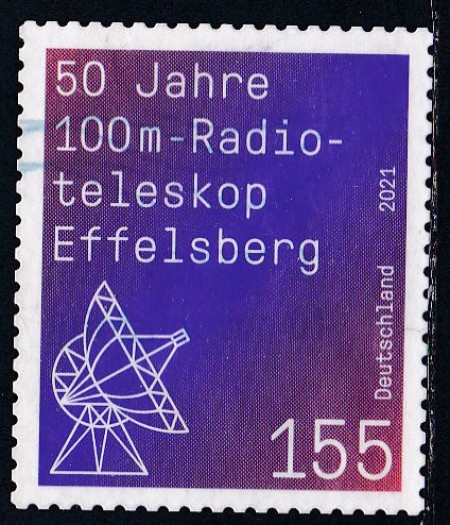 50 Jahre
100m-Radio-
teleskop
Effelsberg
Deutschland 2021
155